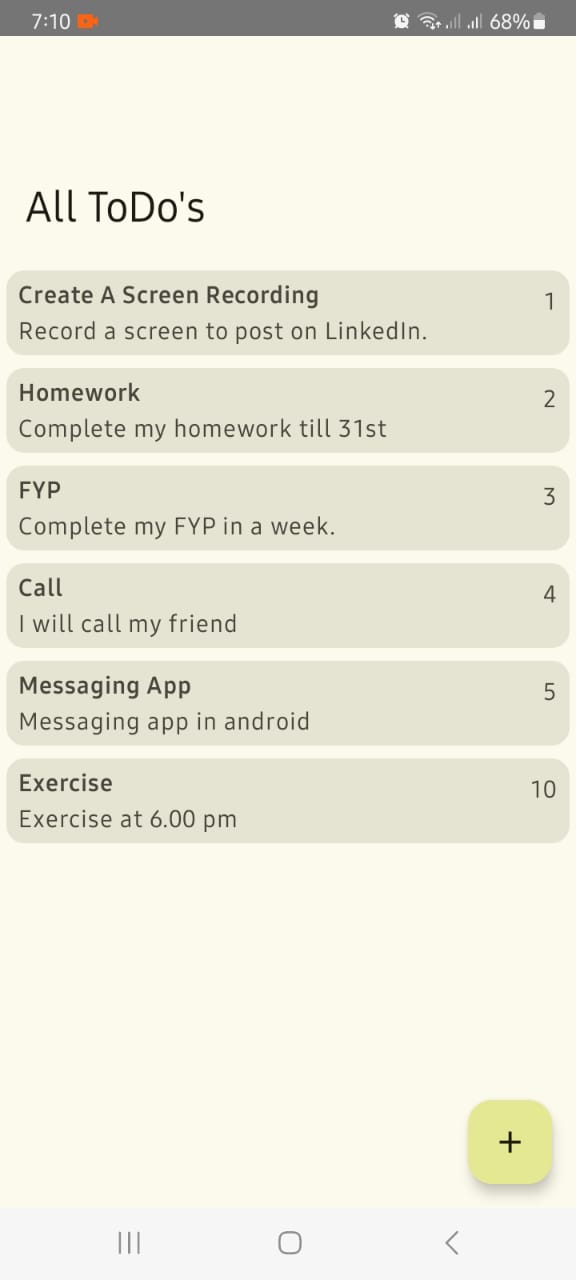 7:10 68%
All ToDo's
Create A Screen Recording 1
Record a screen to post on LinkedIn.
Homework 2
Complete my homework till 31st
FYP 3
Complete my FYP in a week.
Call 4
I will call my friend
Messaging App 5
Messaging app in android
Exercise 10
Exercise at 6.00 pm
+